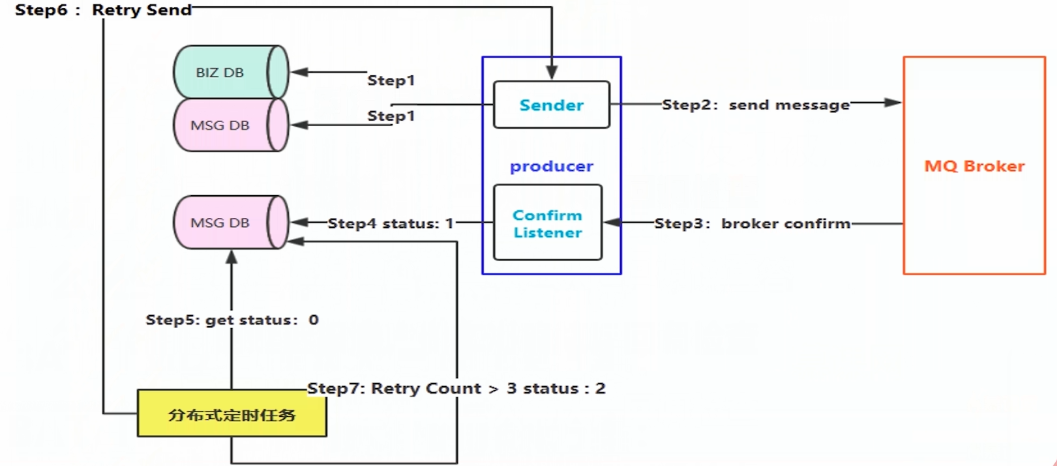 Step6： Retry Send
BIZ DB
Step1
Sender
Step2：send message
MSG DB
Step1
producer
MQ Broker
MSG DB
Step4 status: 1
Confirm
Listener
Step3：broker confirm
Step5: get status：0
Step7: Retry Count > 3 status : 2
分布式定时任务